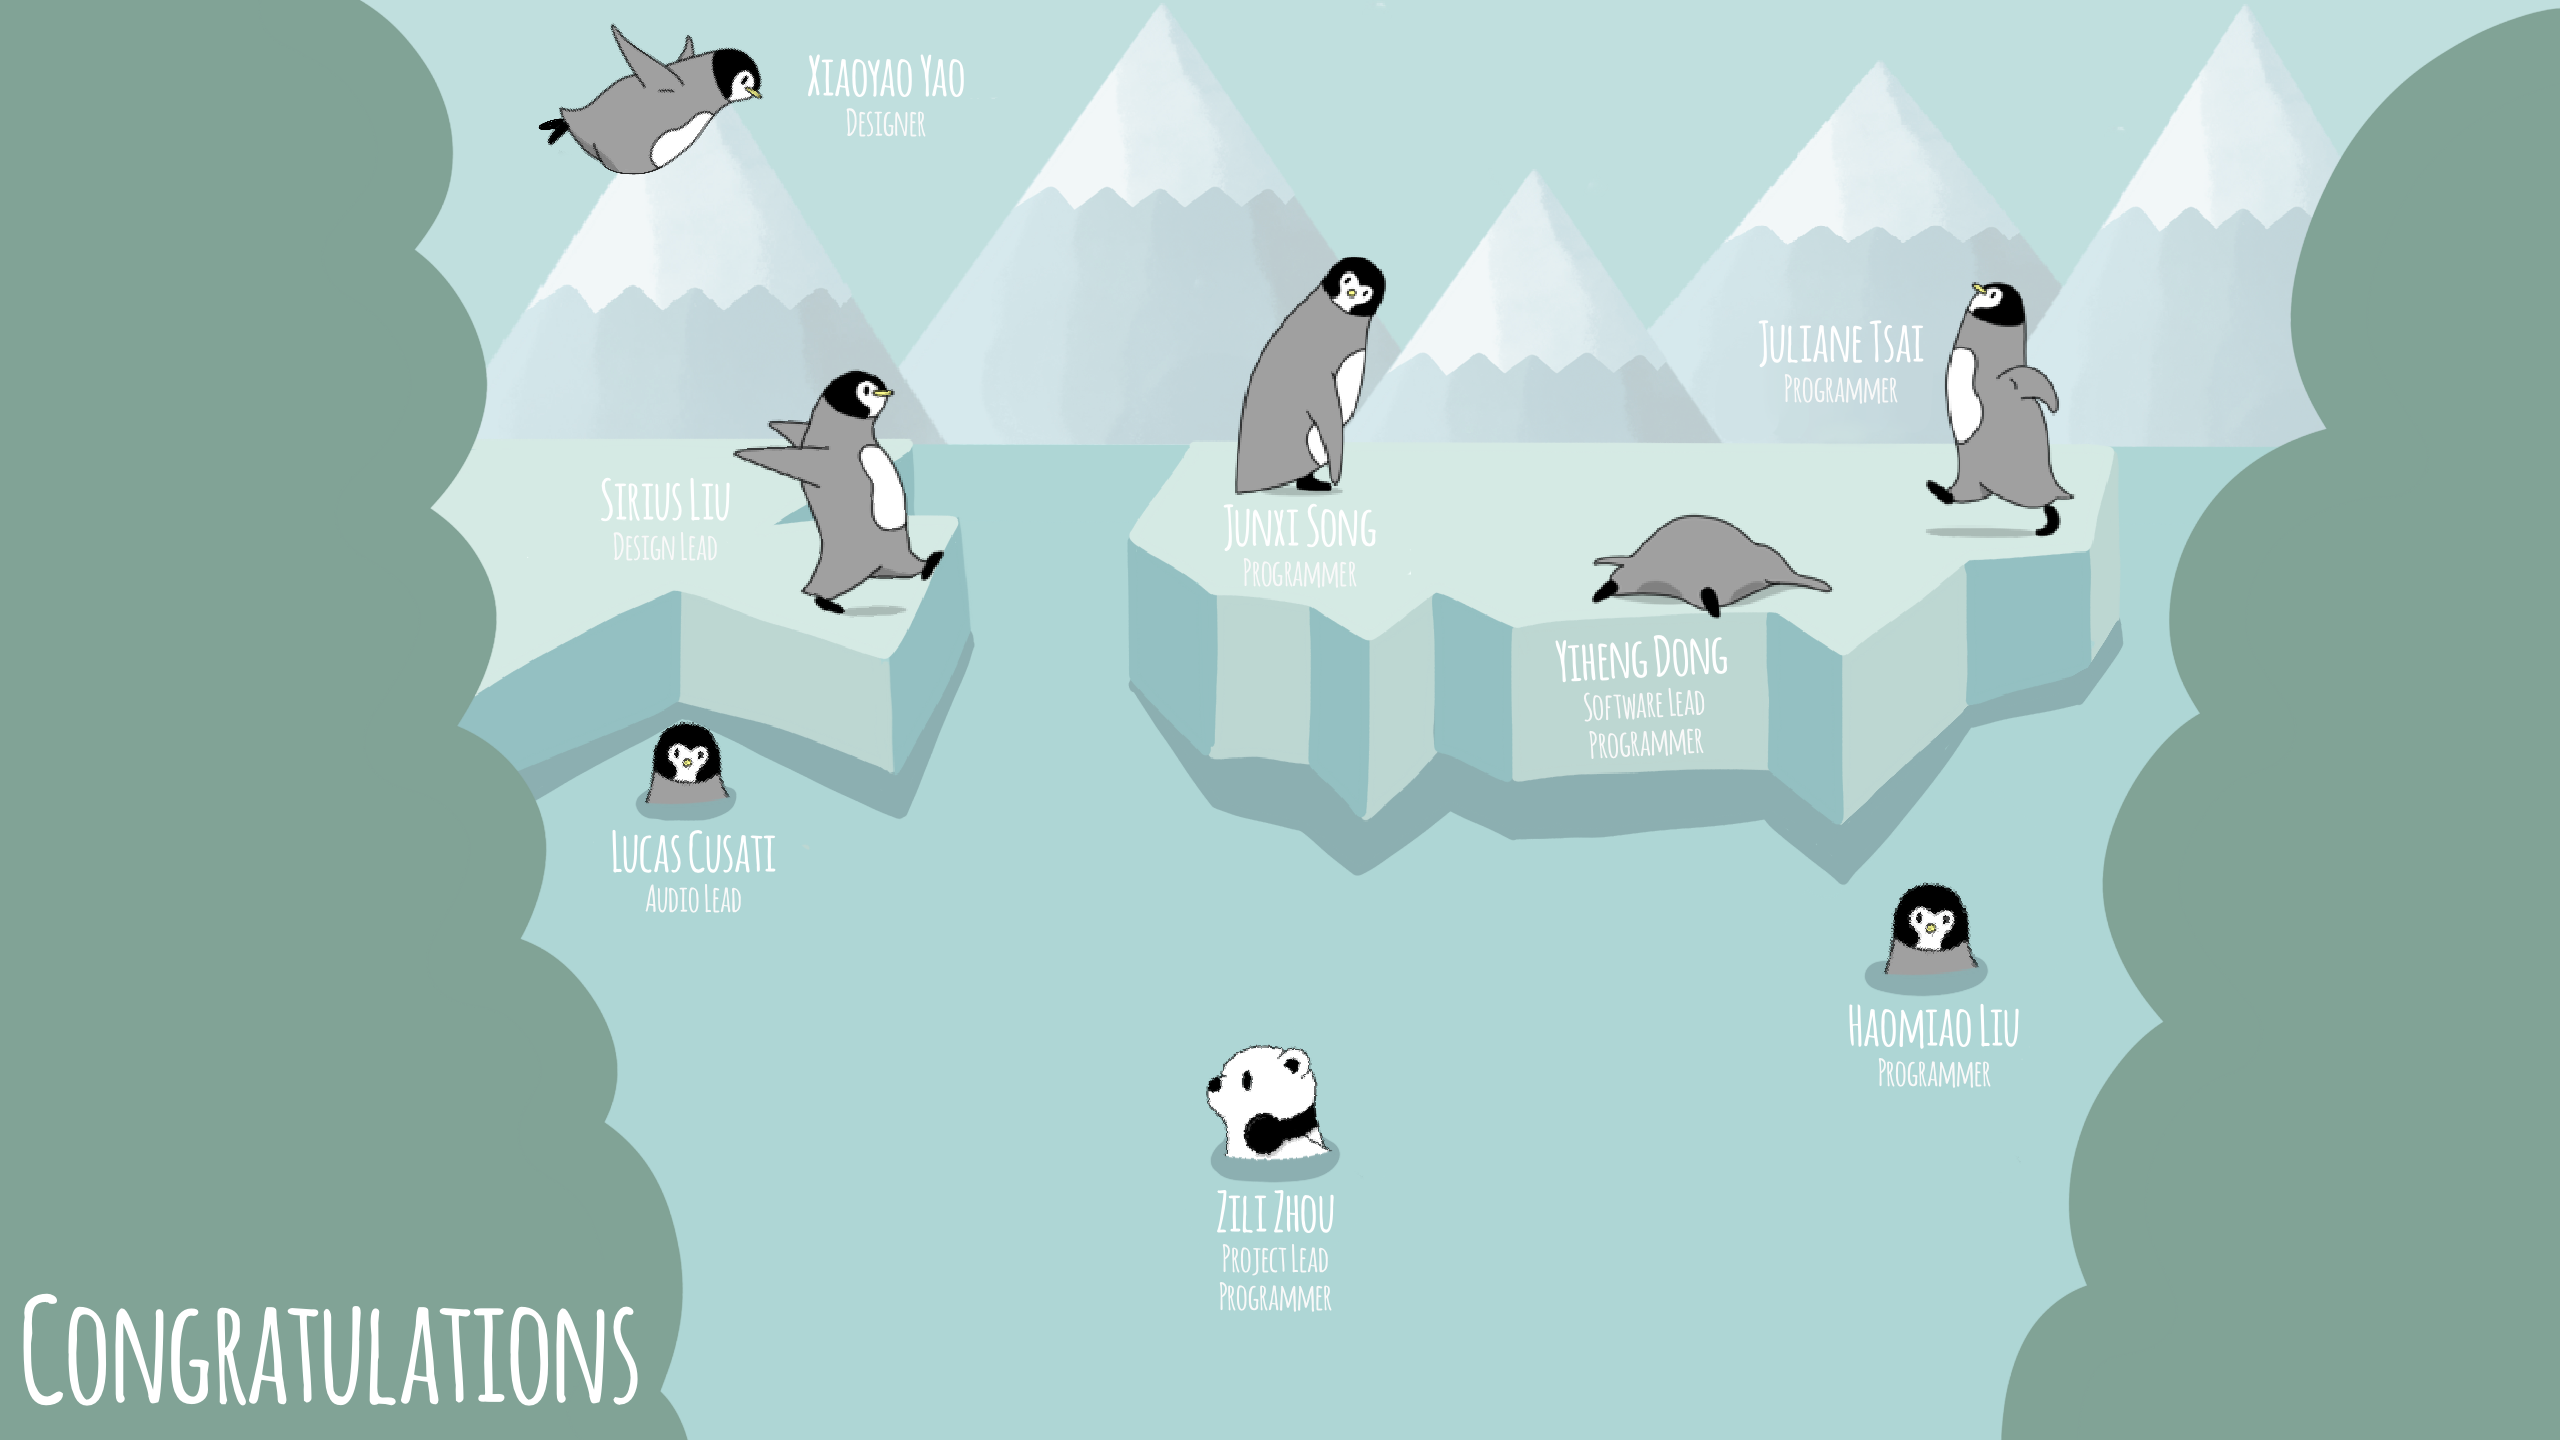 Xiaoyao Yao
Designer
Juliane Tsai
Programmer
Sirius Liu
Design Lead
Junxi Song
Programmer
Yiheng Dong
Software Lead
Programmer
Lucas Cusati
Audio Lead
Haomiao Liu
Programmer
Zili Zhou
Project Lead
Programmer
Congratulations